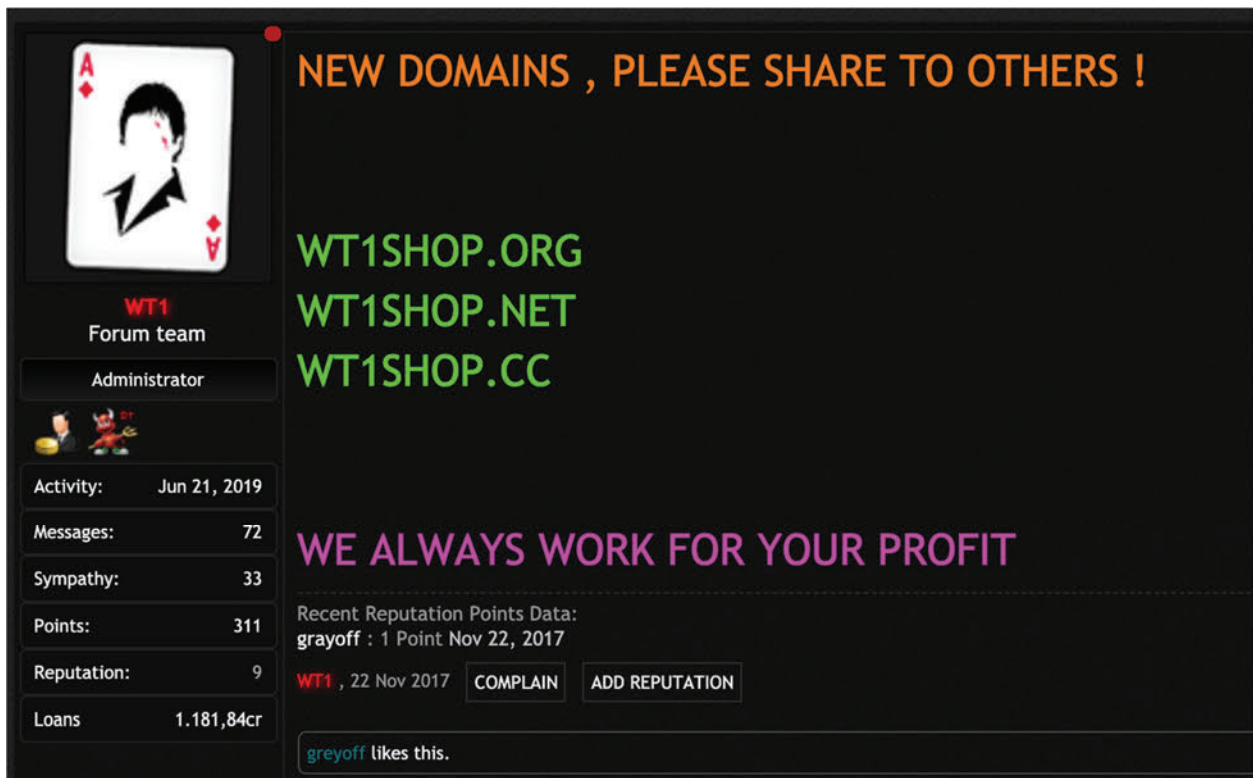 A
A
WT1
Forum team
Administrator
DT
Activity: Jun 21, 2019
Messages: 72
Sympathy: 33
Points: 311
Reputation: 9
Loans 1.181,84cr
NEW DOMAINS , PLEASE SHARE TO OTHERS !
WT1SHOP.ORG
WT1SHOP.NET
WT1SHOP.CC
WE ALWAYS WORK FOR YOUR PROFIT
Recent Reputation Points Data:
grayoff : 1 Point Nov 22, 2017
WT1 , 22 Nov 2017 COMPLAIN ADD REPUTATION
greyoff likes this.